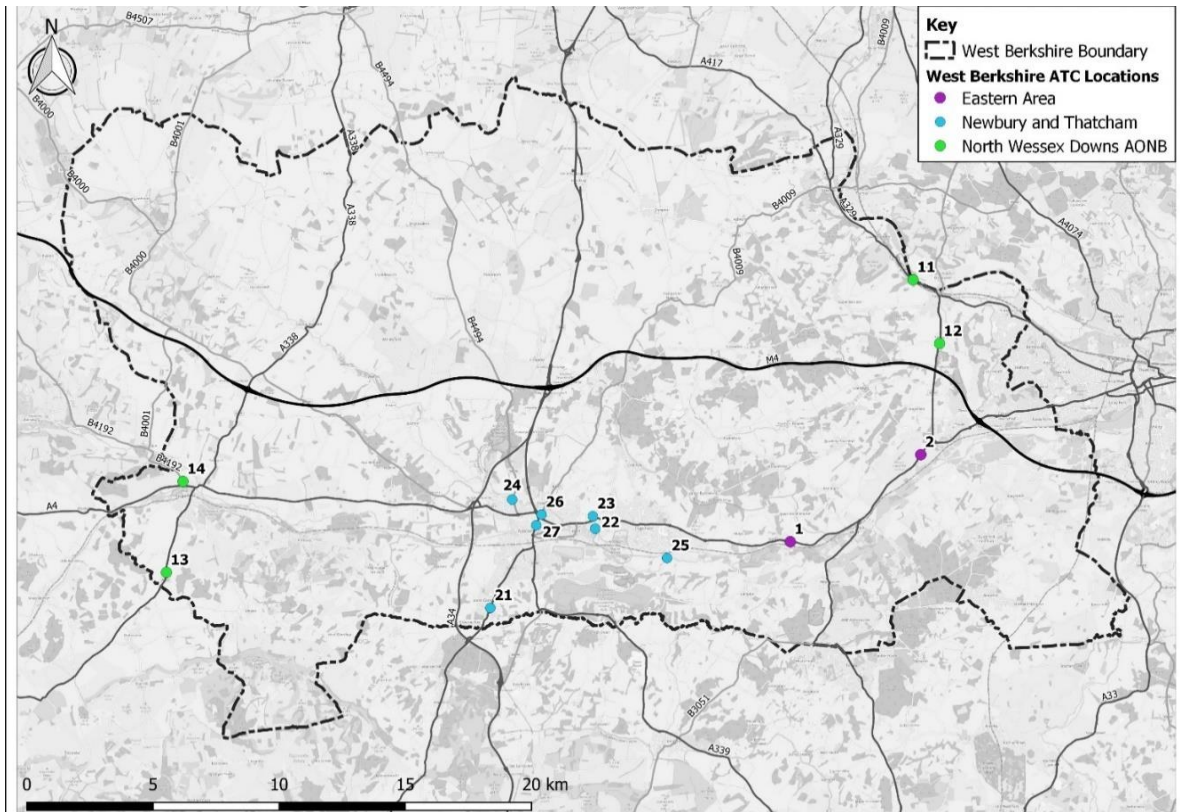 N
Key
West Berkshire Boundary
West Berkshire ATC Locations
Eastern Area
Newbury and Thatcham
North Wessex Downs AONB
B4507
B4009
A417
B4494
B4000
B4001
A338
A329
B4000
B4009
A338
A329
A4074
B4009
B4000
11
B4494
A338
12
M4
B4001
B4192
2
B4192
14
24
26
23
A4
27
22
1
25
13
21
A34
B3051
A33
A339
0 5 10 15 20 km